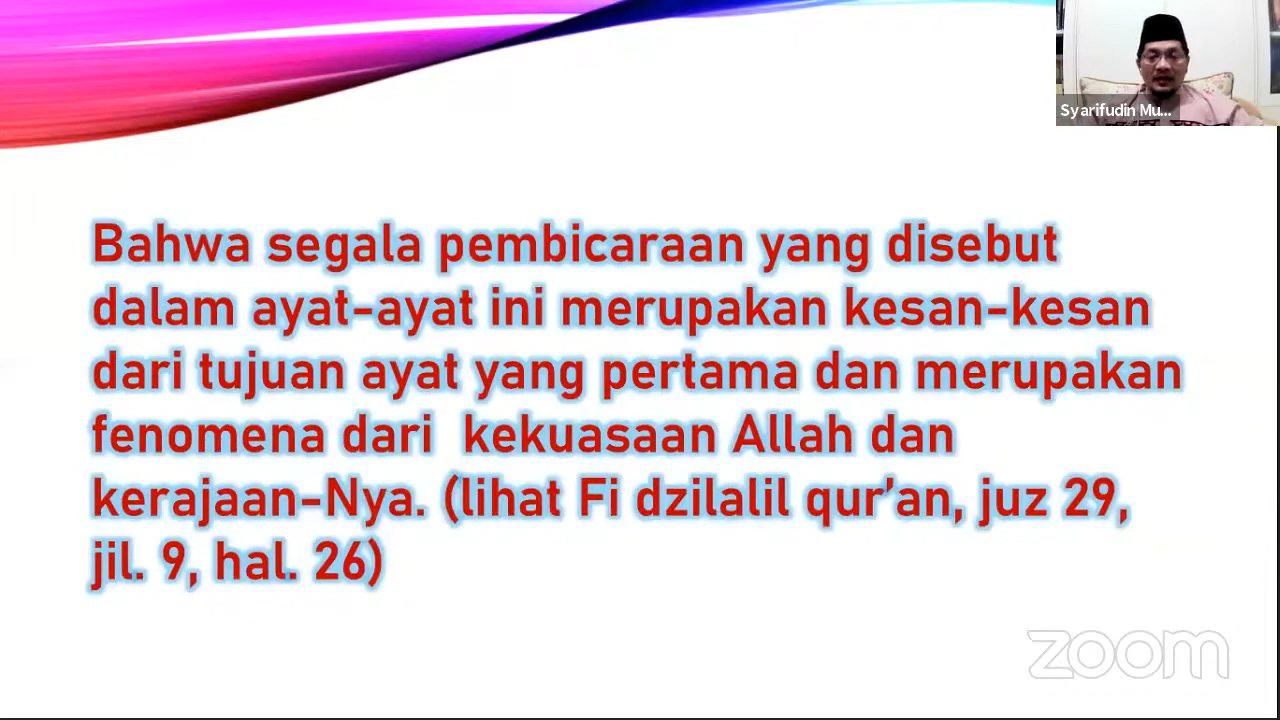 Syarifudin Mu...
Bahwa segala pembicaraan yang disebut
dalam ayat-ayat ini merupakan kesan-kesan
dari tujuan ayat yang pertama dan merupakan
fenomena dari  kekuasaan Allah dan
kerajaan-Nya. (lihat Fi dzilalil qur’an, juz 29,
jil. 9, hal. 26)
zoom